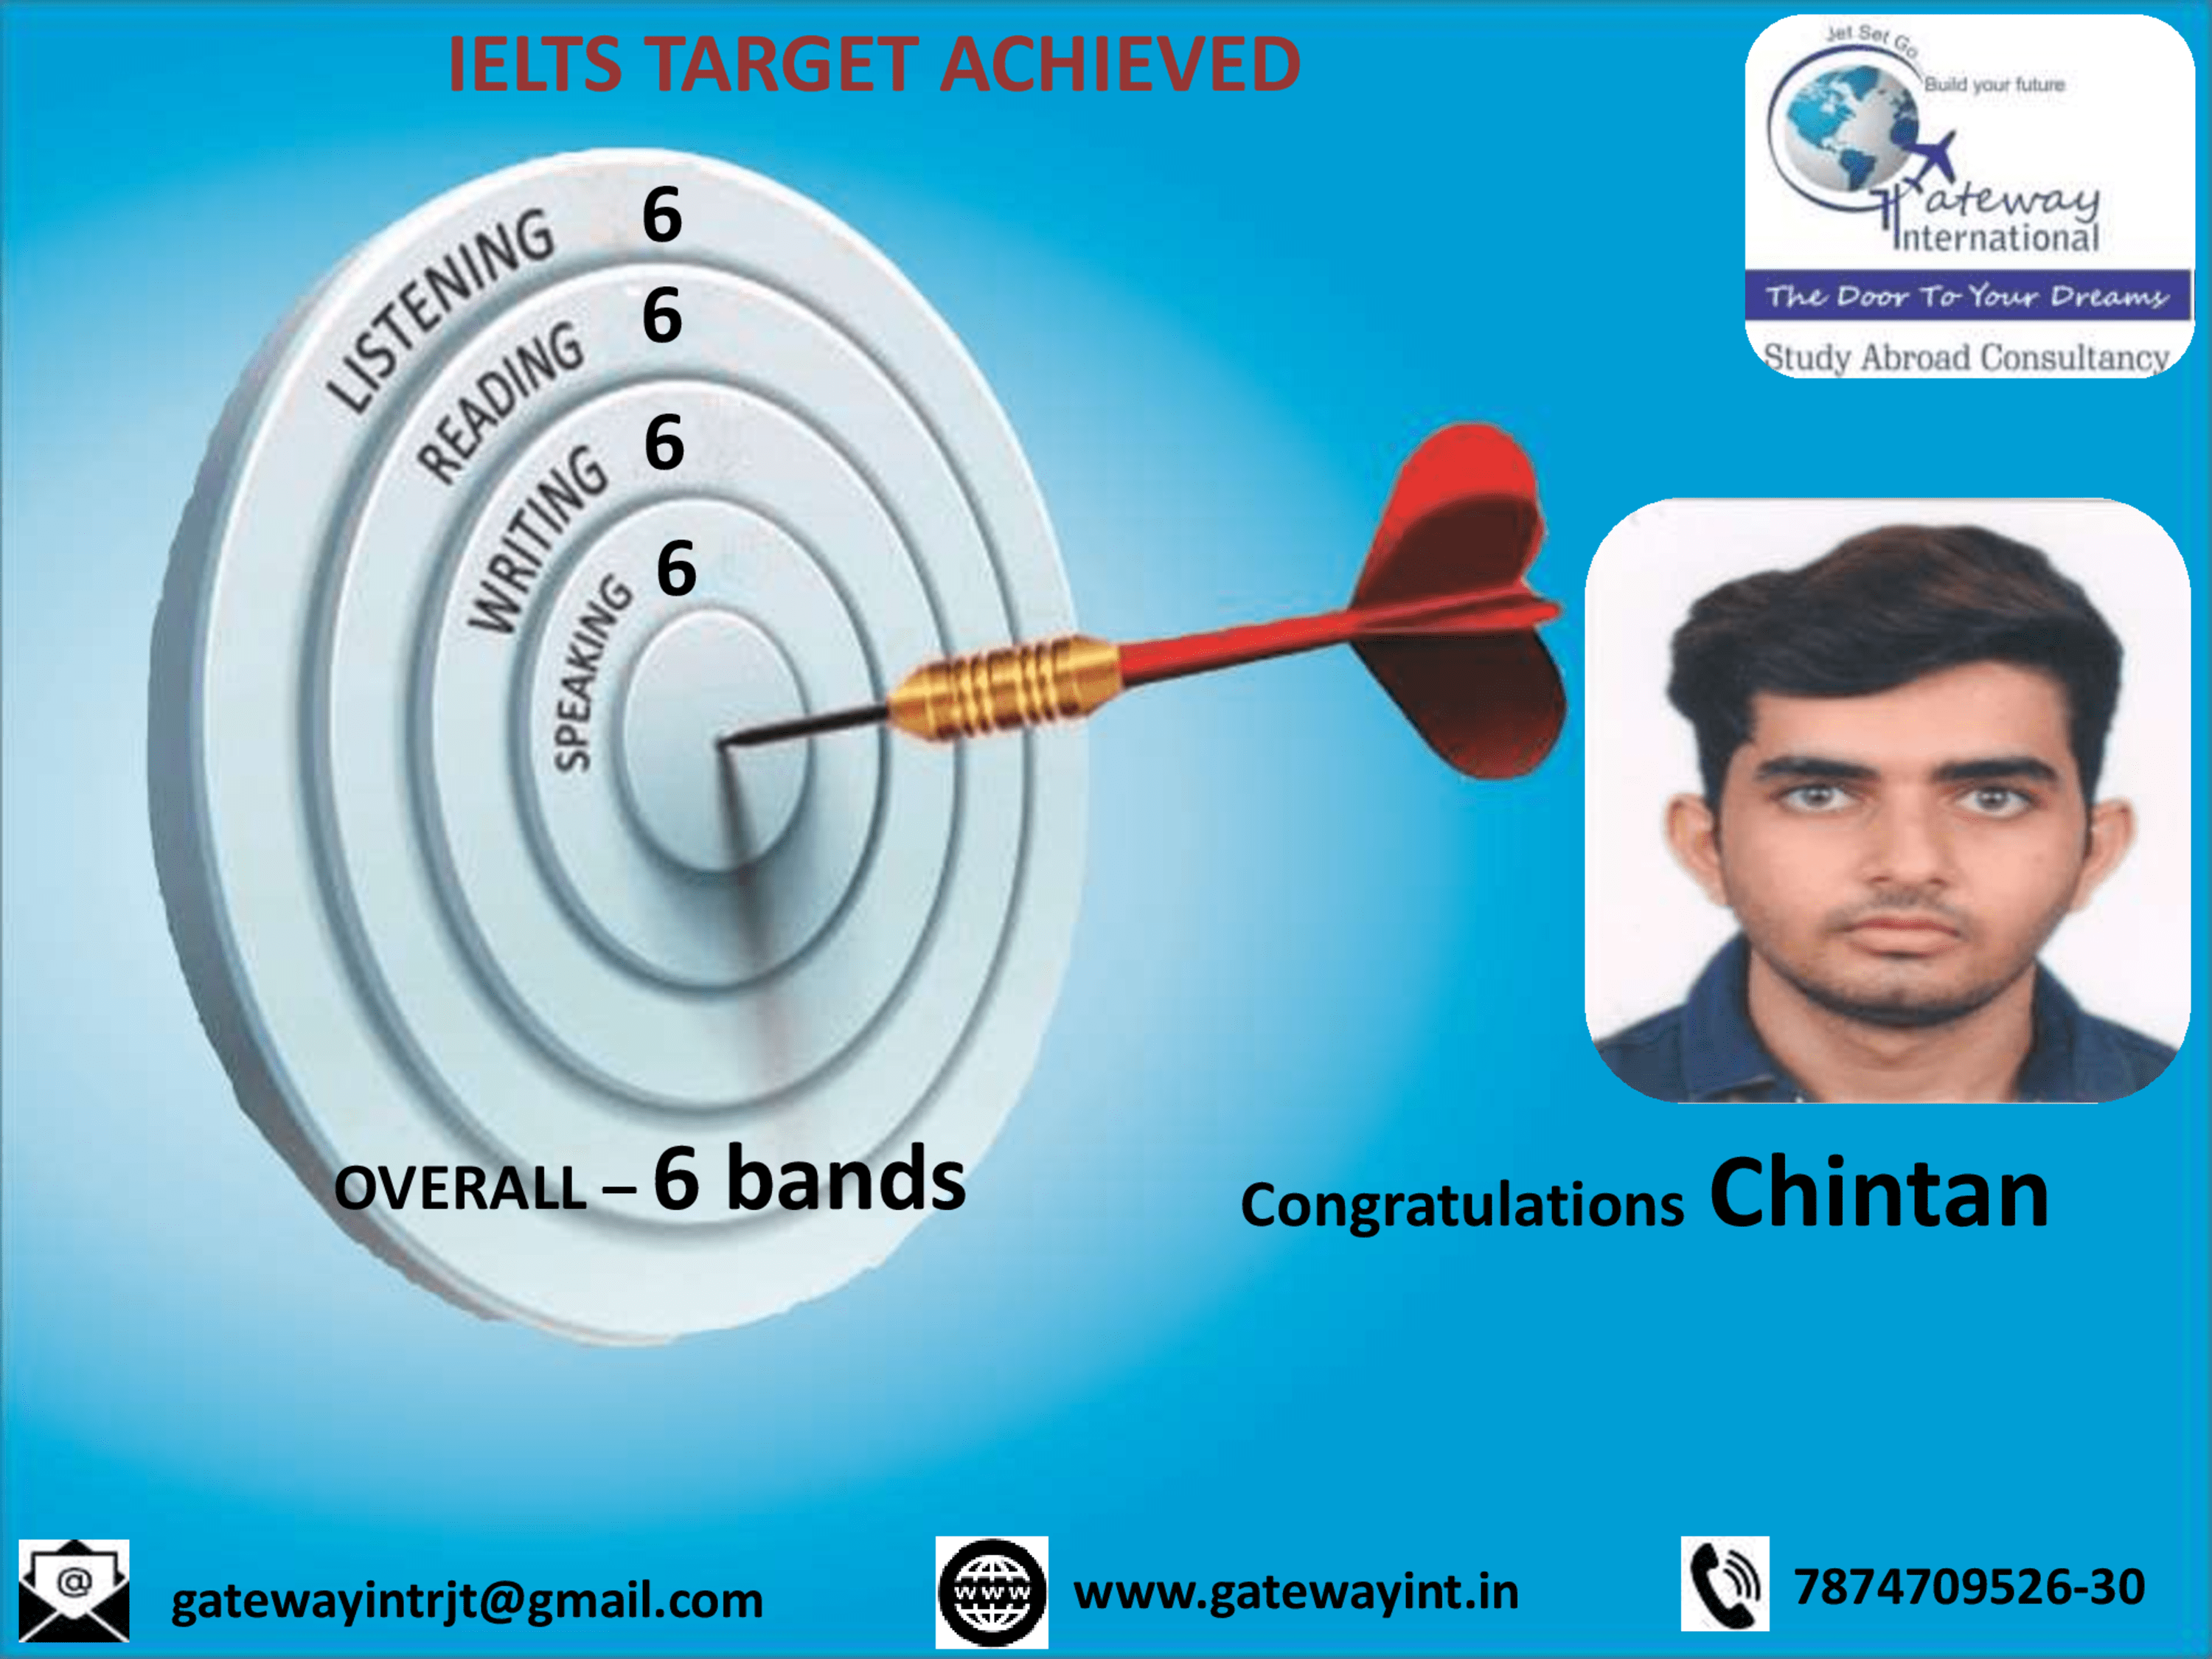 IELTS TARGET ACHIEVED
Jet Set Go
Build your future
Gateway
International
The Door To Your Dreams
Study Abroad Consultancy
LISTENING 6
READING 6
WRITING 6
SPEAKING 6
OVERALL – 6 bands
Congratulations Chintan
@
gatewayintrjt@gmail.com
www
www.gatewayint.in
7874709526-30